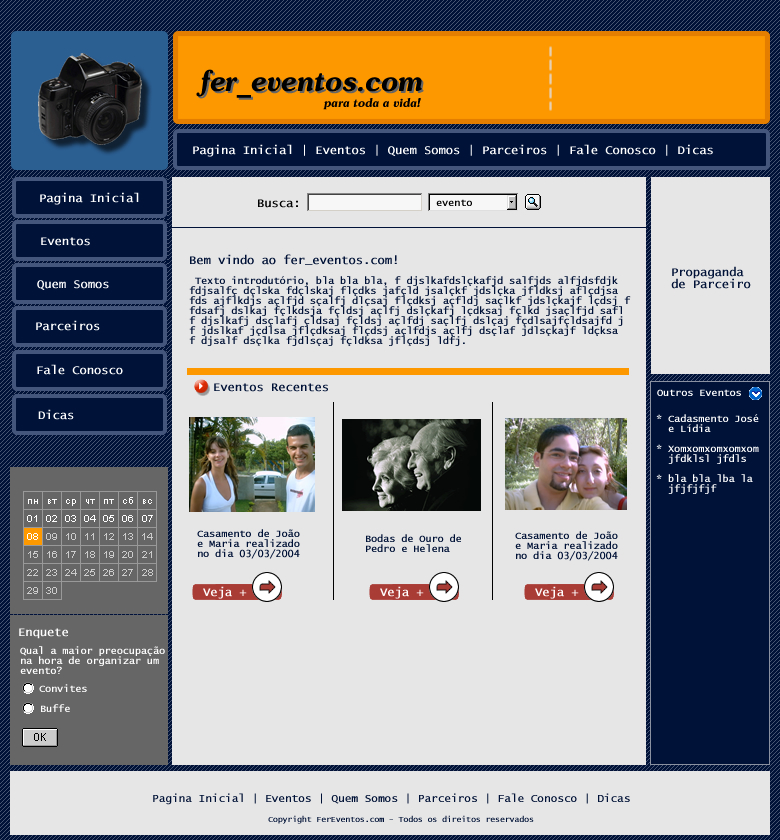 fer_eventos.com
para toda a vida!
Pagina Inicial | Eventos | Quem Somos | Parceiros | Fale Conosco | Dicas
Pagina Inicial
Eventos
Quem Somos
Parceiros
Fale Conosco
Dicas
Busca: evento
Bem vindo ao fer_eventos.com!
Texto introdutório, bla bla bla, f djslkafdslçkafjd salfjds alfjdsfdjk
fdjsalfç dçlska fdçlskaj flçdks jafçld jsalçkf jdslçka jfldksj aflçdjsa
fds ajflkdjs açlfjd sçalfj dlçsaj flçdksj açfldj saçlkf jdslçkajf lçdsj f
fdsafj dslkaj fçlkdsja fçldsj açlfj dslçkafj lçdksaj fçlkd jsaçlfjd safl
f djslkafj dsçlafj çldsaj fçldsj açlfdj saçlfj dslçaj fçdlsajfçldsajfd j
f jdslkaf jçdlsa jflçdksaj flçdsj açlfdjs açlfj dsçlaf jdlsçkajf ldçksa
f djsalf dsçlka fjdlsçaj fçldksa jflçdsj ldfj.
Eventos Recentes
Casamento de João
e Maria realizado
no dia 03/03/2004
Veja +
Bodas de Ouro de
Pedro e Helena
Veja +
Casamento de João
e Maria realizado
no dia 03/03/2004
Veja +
Propaganda
de Parceiro
Outros Eventos
* Cadasmento José
e Lídia
* Xomxomxomxomxom
jfdklsl jfdls
* bla bla lba la
jfjfjfjf
пн вт ср чт пт сб вс
01 02 03 04 05 06 07
08 09 10 11 12 13 14
15 16 17 18 19 20 21
22 23 24 25 26 27 28
29 30
Enquete
Qual a maior preocupação
na hora de organizar um
evento?
Convites
Buffe
OK
Pagina Inicial | Eventos | Quem Somos | Parceiros | Fale Conosco | Dicas
Copyright FerEventos.com - Todos os direitos reservados